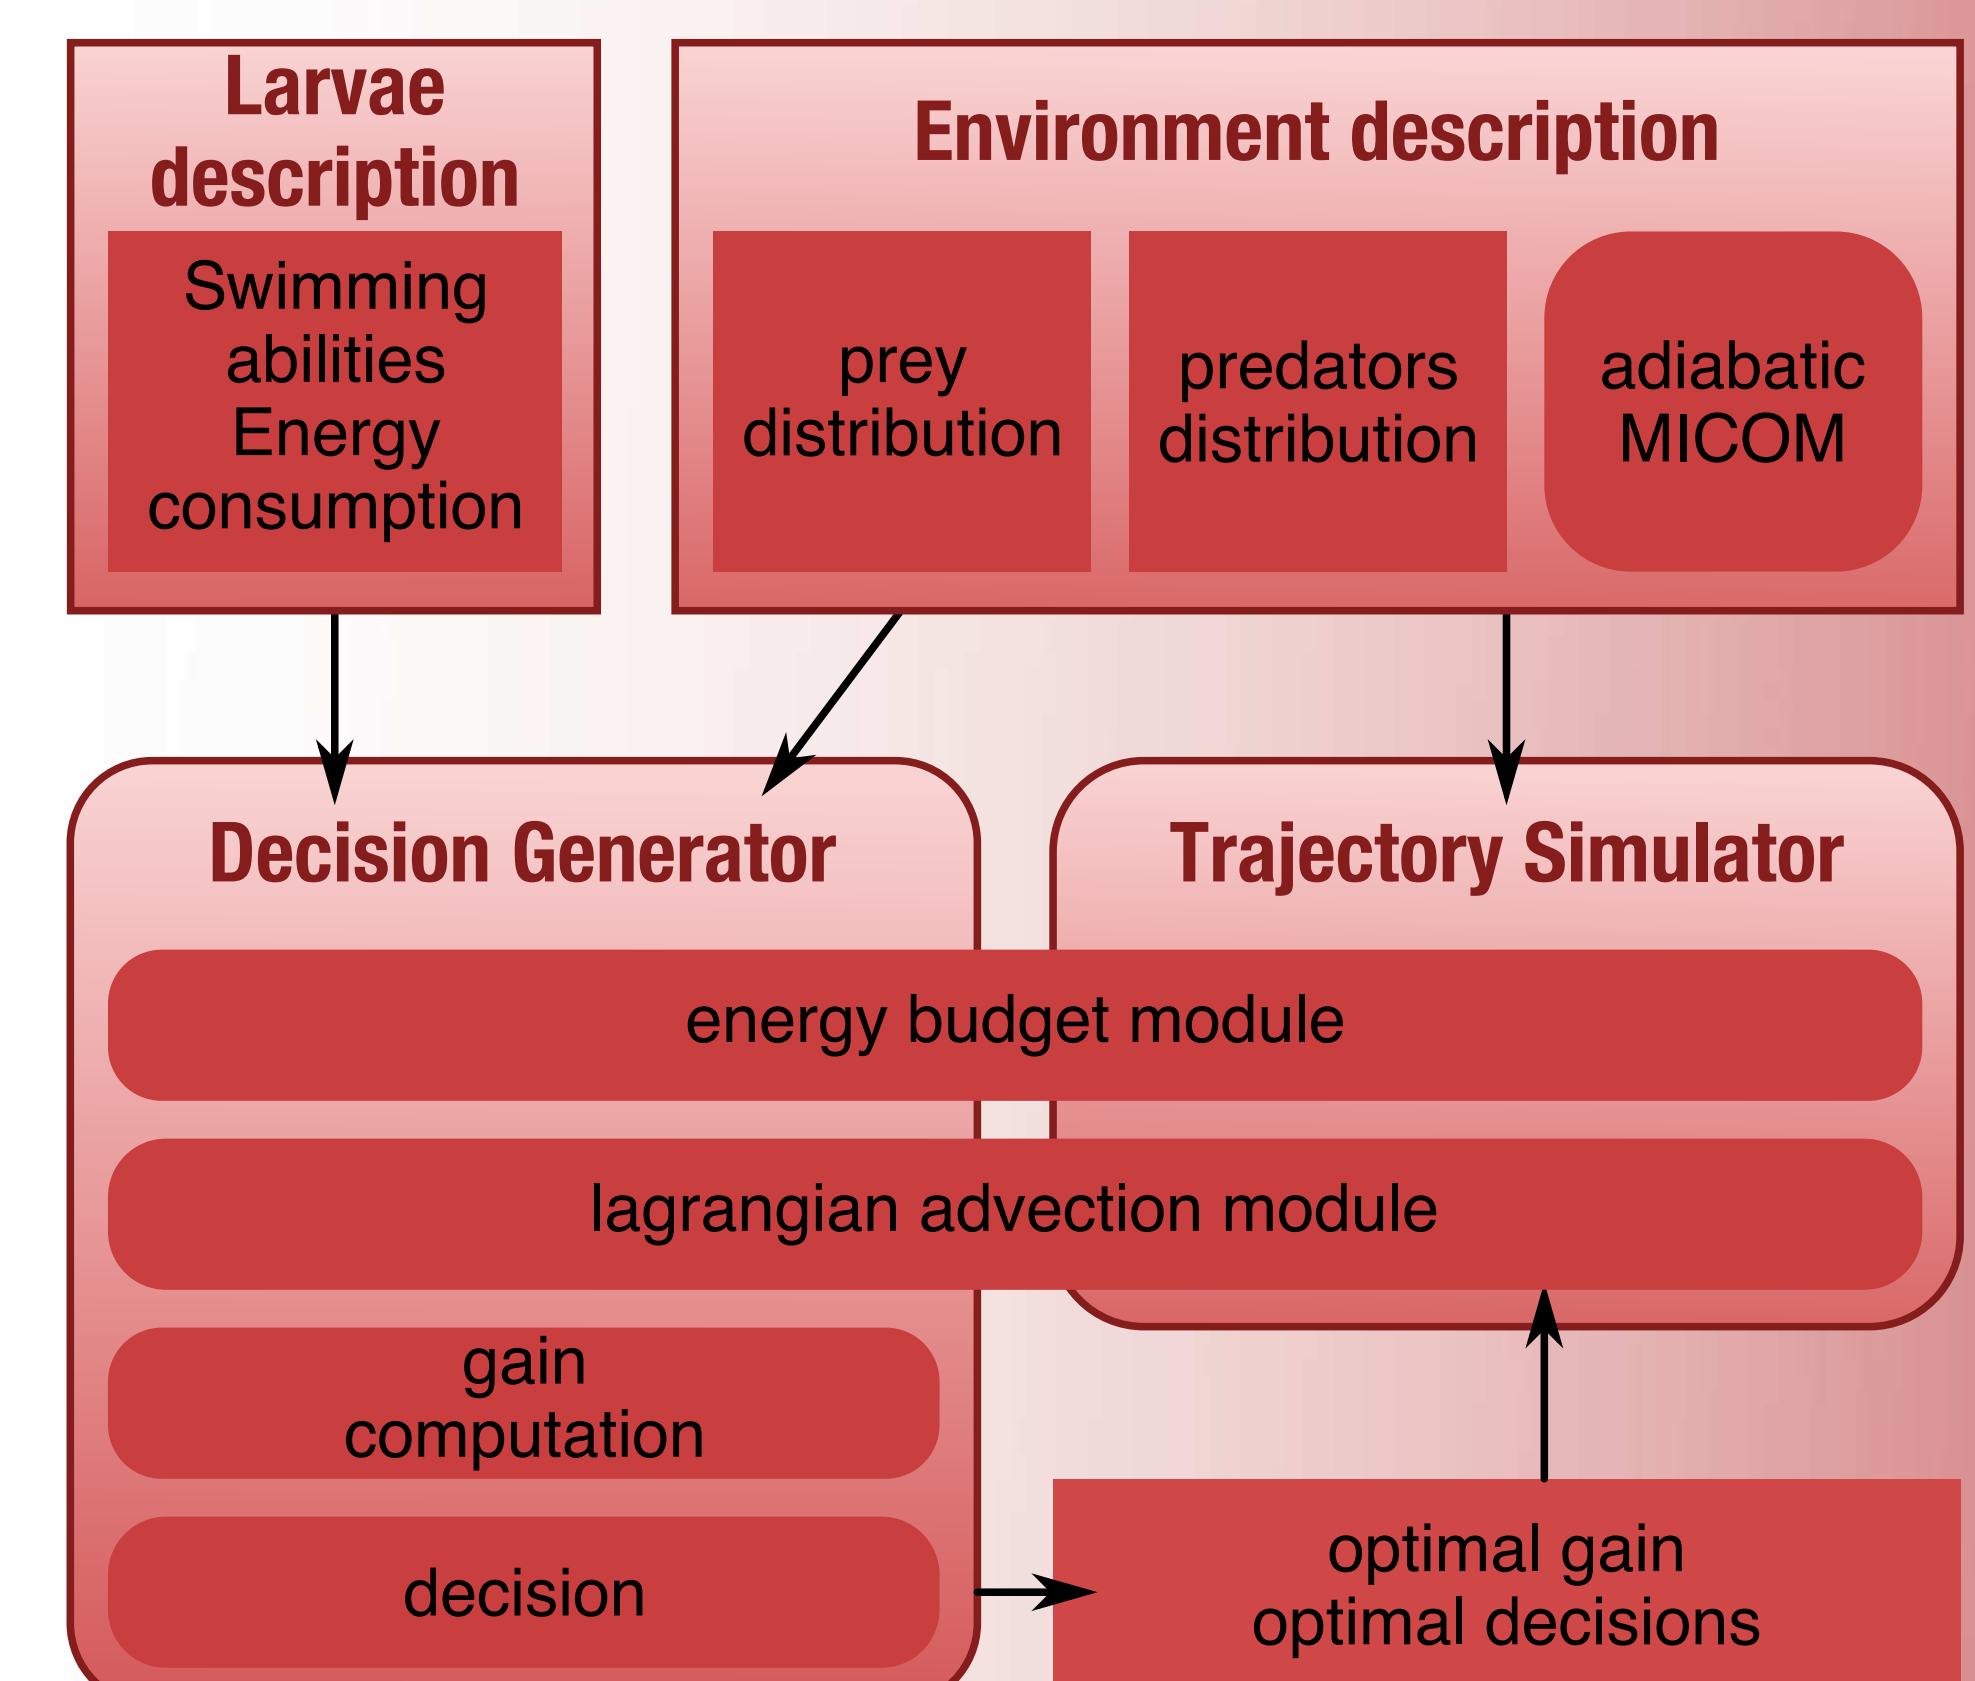 Larvae
description
Swimming
abilities
Energy
consumption
Environment description
prey
distribution
predators
distribution
adiabatic
MICOM
Decision Generator
Trajectory Simulator
energy budget module
lagrangian advection module
gain
computation
decision
optimal gain
optimal decisions